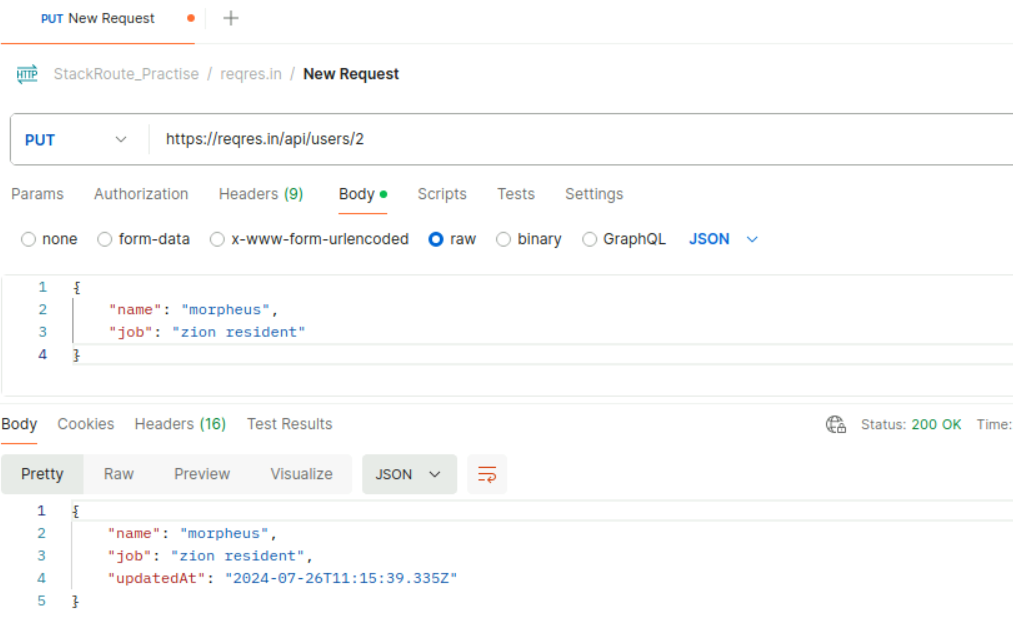 PUT New Request
HTTP StackRoute_Practise / reqres.in / New Request
PUT https://reqres.in/api/users/2
Params Authorization Headers (9) Body Scripts Tests Settings
none form-data x-www-form-urlencoded raw binary GraphQL JSON
1 {
2 "name": "morpheus",
3 "job": "zion resident"
4 }
Body Cookies Headers (16) Test Results Status: 200 OK Time:
Pretty Raw Preview Visualize JSON
1 {
2 "name": "morpheus",
3 "job": "zion resident",
4 "updatedAt": "2024-07-26T11:15:39.335Z"
5 }